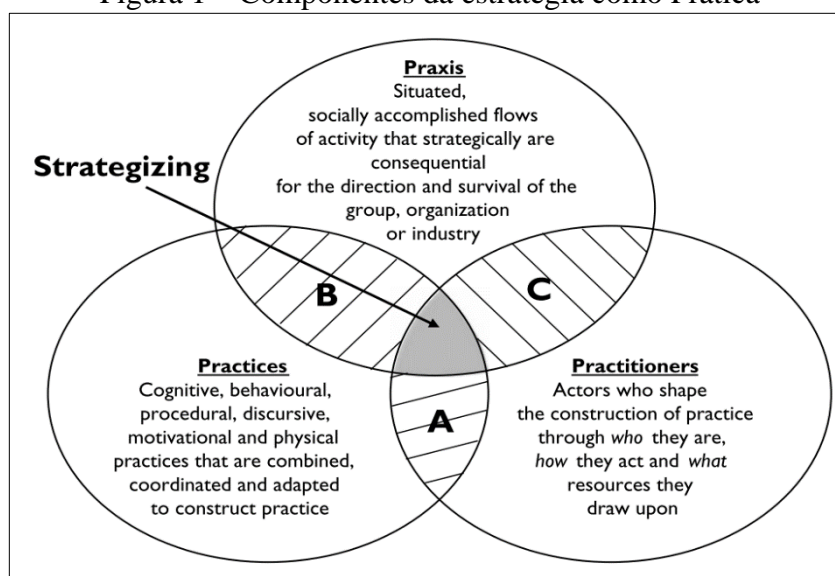 Figura 1 – Componentes da estratégia como Prática
Praxis
Situated,
socially accomplished flows
of activity that strategically are
consequential
for the direction and survival of the
group, organization
or industry
Strategizing
B
C
Practices
Cognitive, behavioural,
procedural, discursive,
motivational and physical
practices that are combined,
coordinated and adapted
to construct practice
A
Practitioners
Actors who shape
the construction of practice
through who they are,
how they act and what
resources they
draw upon